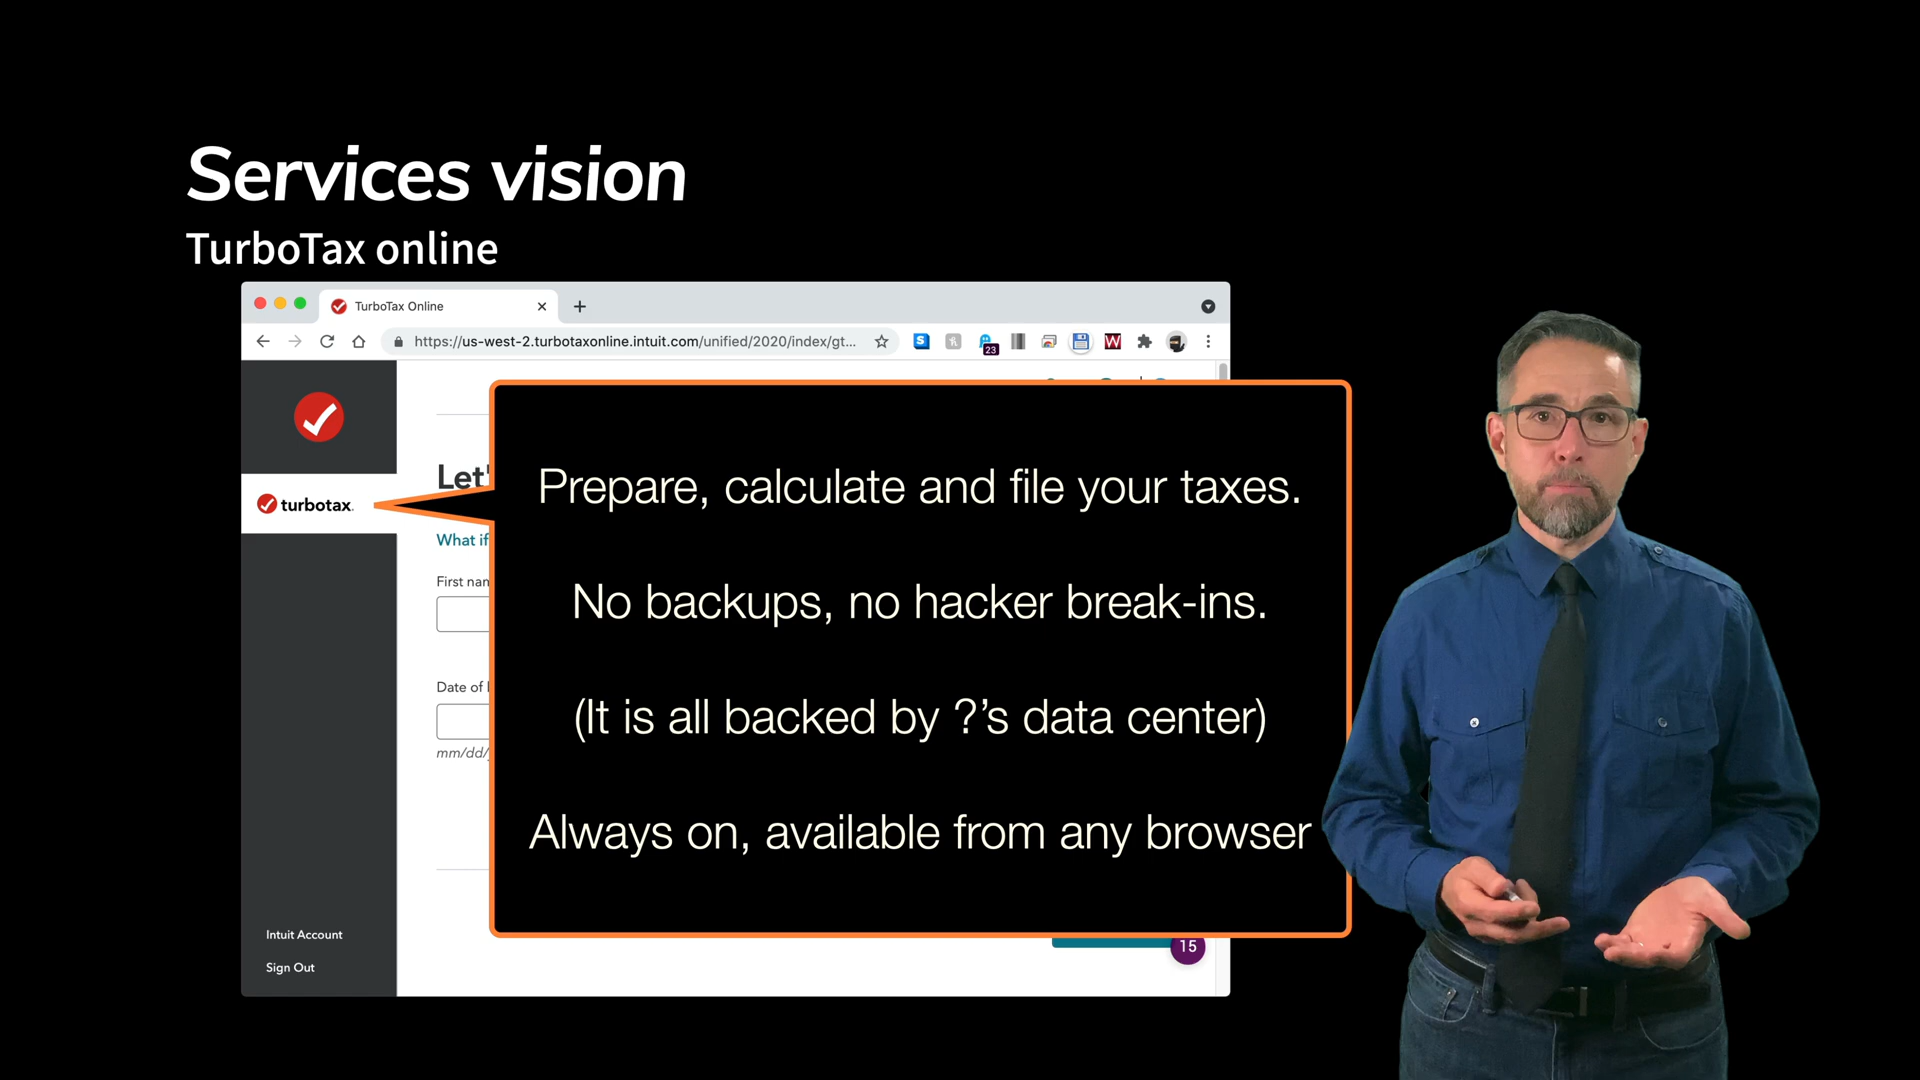 Services vision
TurboTax online
TurboTax Online
https://us-west-2.turbotaxonline.intuit.com/unified/2020/index/gt...
S
23
W
turbotax.
Let'
What if
First nan
Date of
mm/dd/
Prepare, calculate and file your taxes.
No backups, no hacker break-ins.
(It is all backed by ?’s data center)
Always on, available from any browser
Intuit Account
Sign Out
15